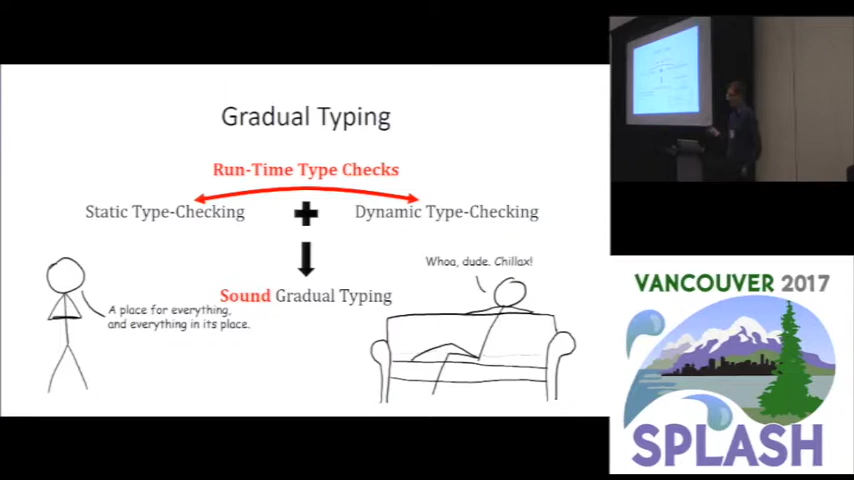 Gradual Typing
Run-Time Type Checks
Static Type-Checking
Dynamic Type-Checking
Whoa, dude. Chillax!
Sound Gradual Typing
A place for everything,
and everything in its place.
VANCOUVER 2017
SPLASH